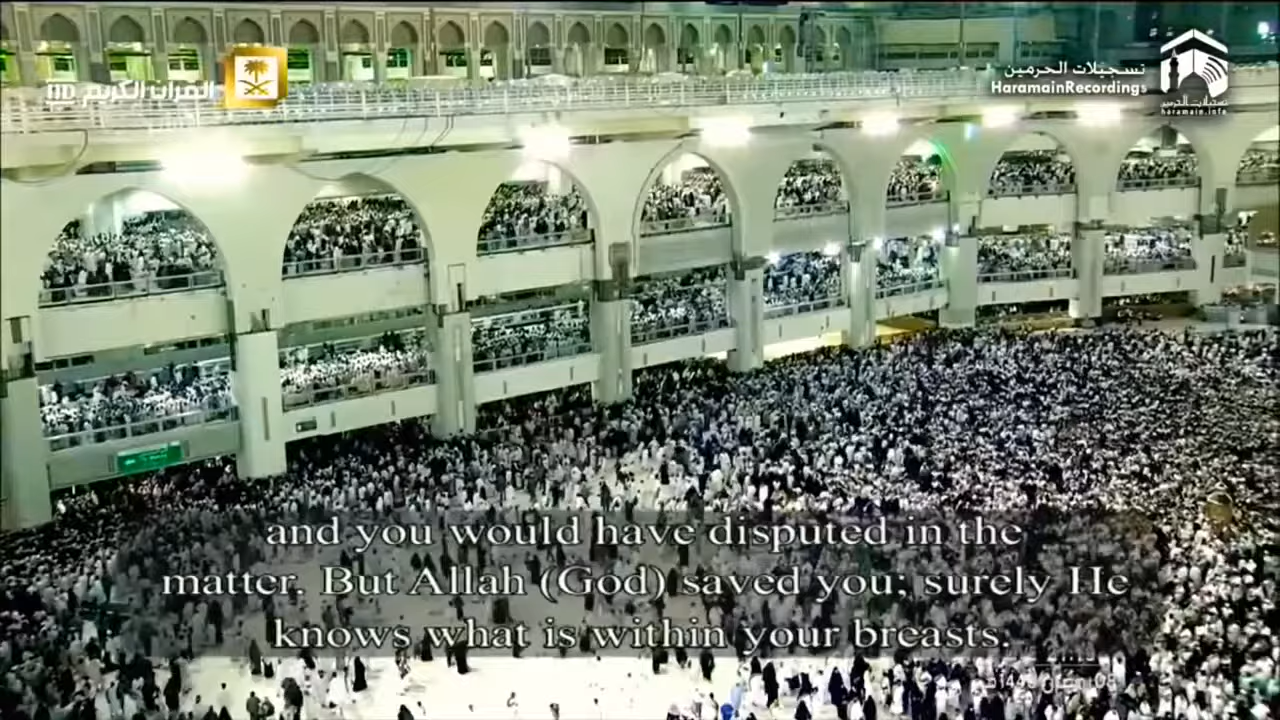 القرآن الكريم HD
تسجيلات الحرمين
HaramainRecordings
تسجيلات الحرمين
haramain.info
and you would have disputed in the
matter. But Allah (God) saved you; surely He
knows what is within your breasts.